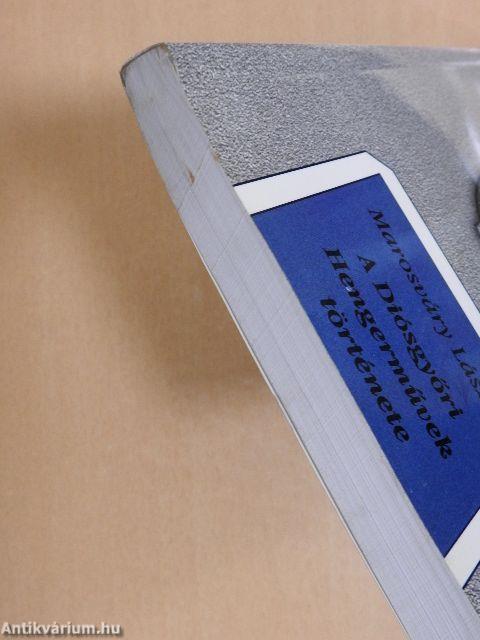 Marosváry
A Diósgyőri
Hengerművek
története
Antikvárium.hu